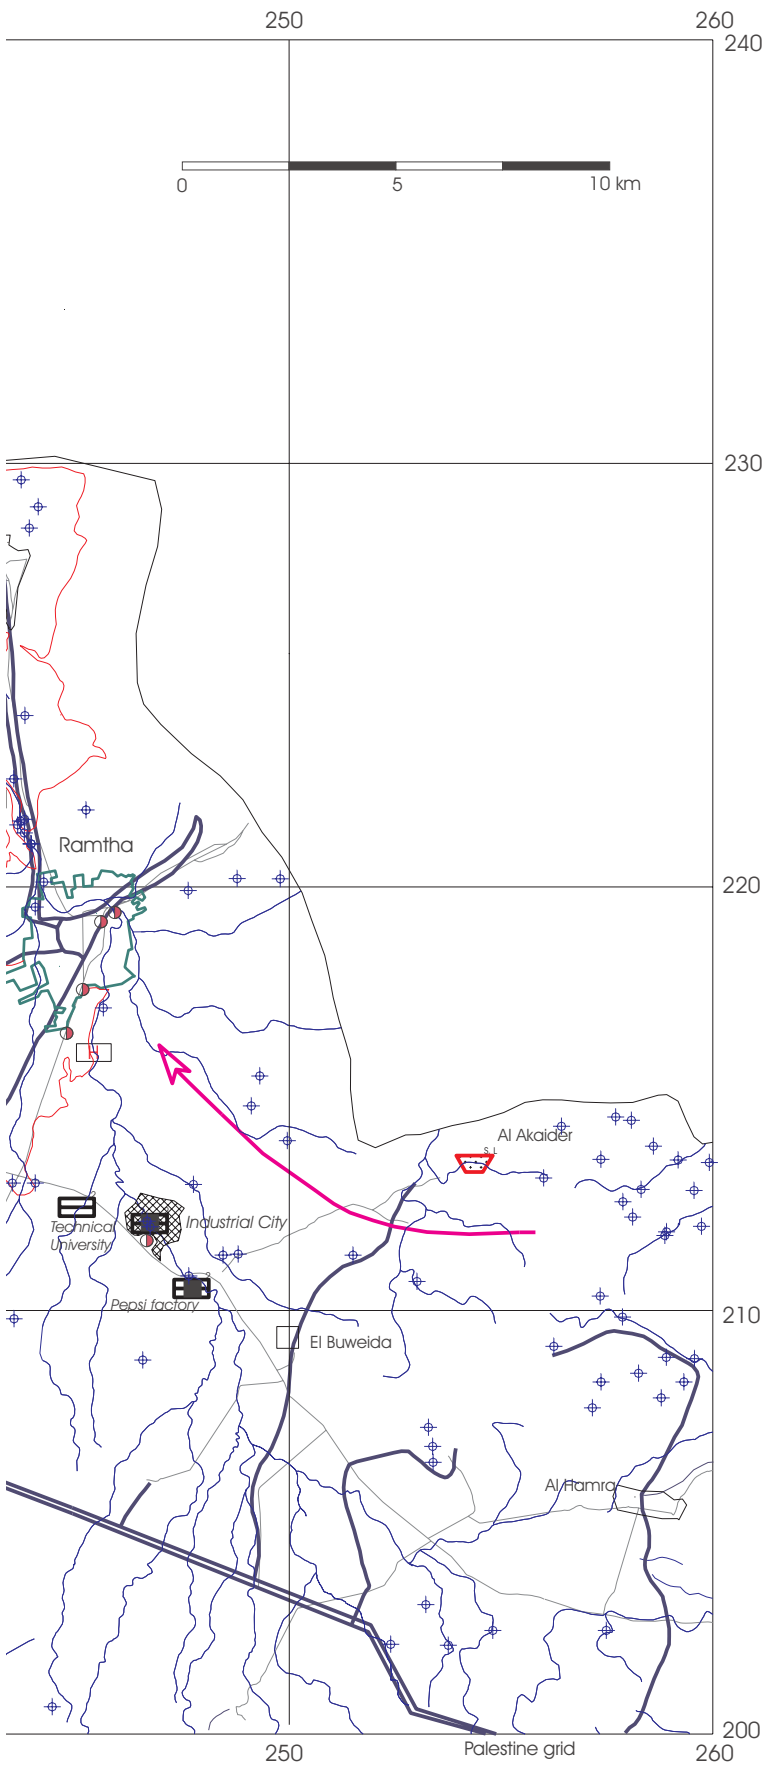 250 260
240
0 5 10 km
230
Ramtha
220
Al Akaider
S.L
Technical
University
Industrial City
Pepsi factory
210
El Buweida
Al Hamra
200
250 260
Palestine grid